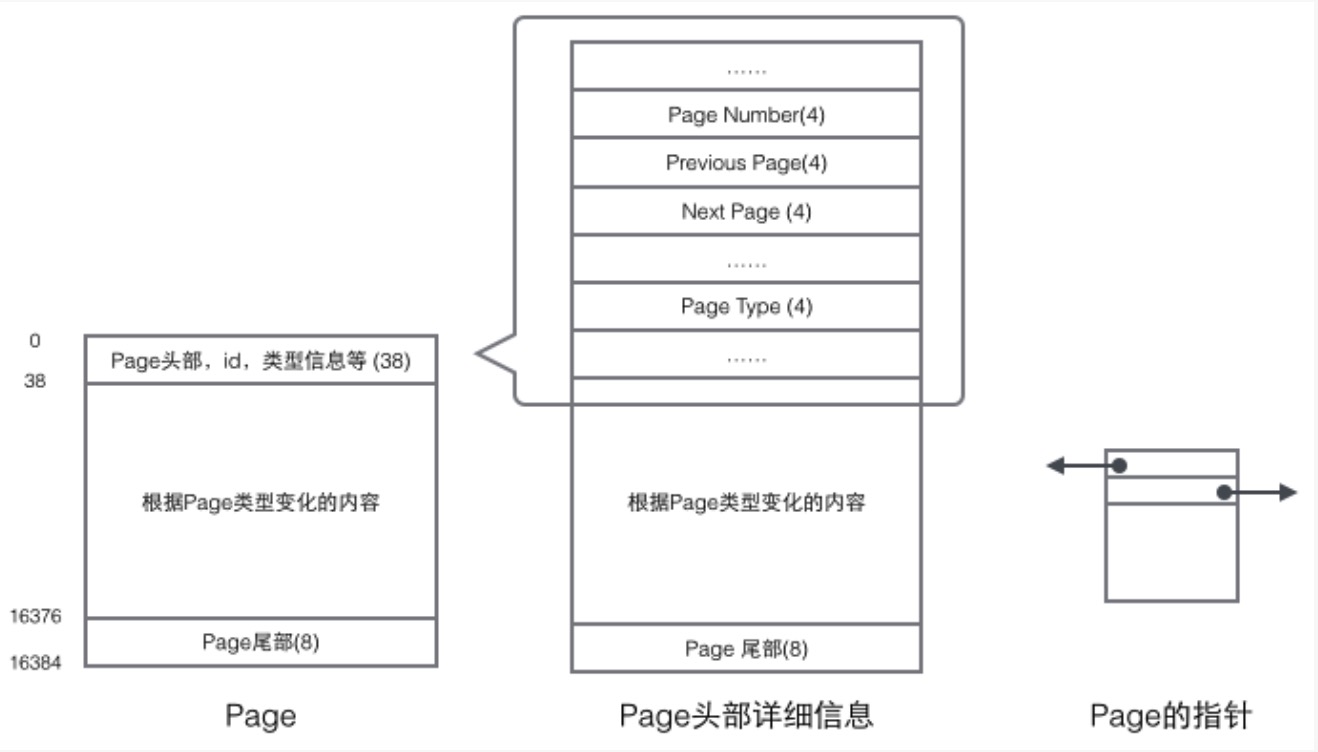 0
Page头部，id，类型信息等 (38)
38
根据Page类型变化的内容
16376
Page尾部(8)
16384
Page
......
Page Number(4)
Previous Page(4)
Next Page (4)
......
Page Type (4)
......
根据Page类型变化的内容
Page 尾部(8)
Page头部详细信息
Page的指针